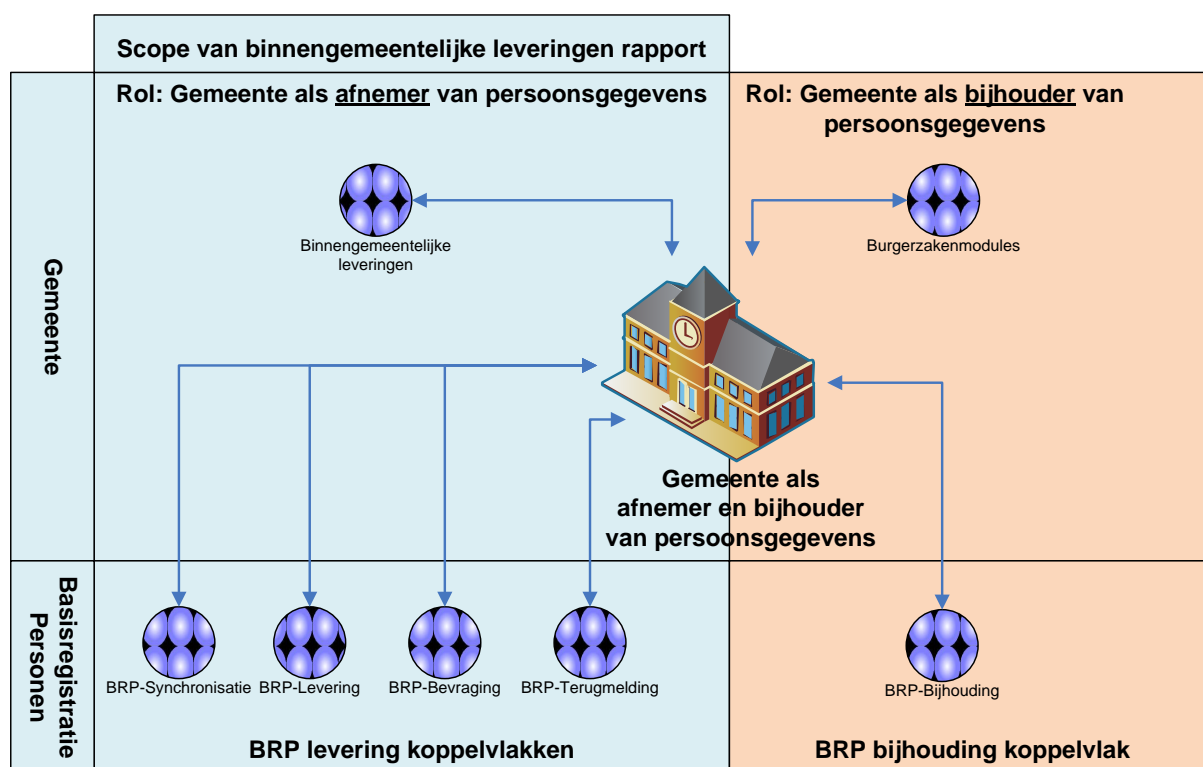 Scope van binnengemeentelijke leveringen rapport
Rol: Gemeente als afnemer van persoonsgegevens
Rol: Gemeente als bijhouder van
persoonsgegevens
Binnengemeentelijke
leveringen
Burgerzakenmodules
Gemeente
Gemeente als
afnemer en bijhouder
van persoonsgegevens
Basisregistratie
Personen
BRP-Synchronisatie
BRP-Levering
BRP-Bevraging
BRP-Terugmelding
BRP-Bijhouding
BRP levering koppelvlakken
BRP bijhouding koppelvlak